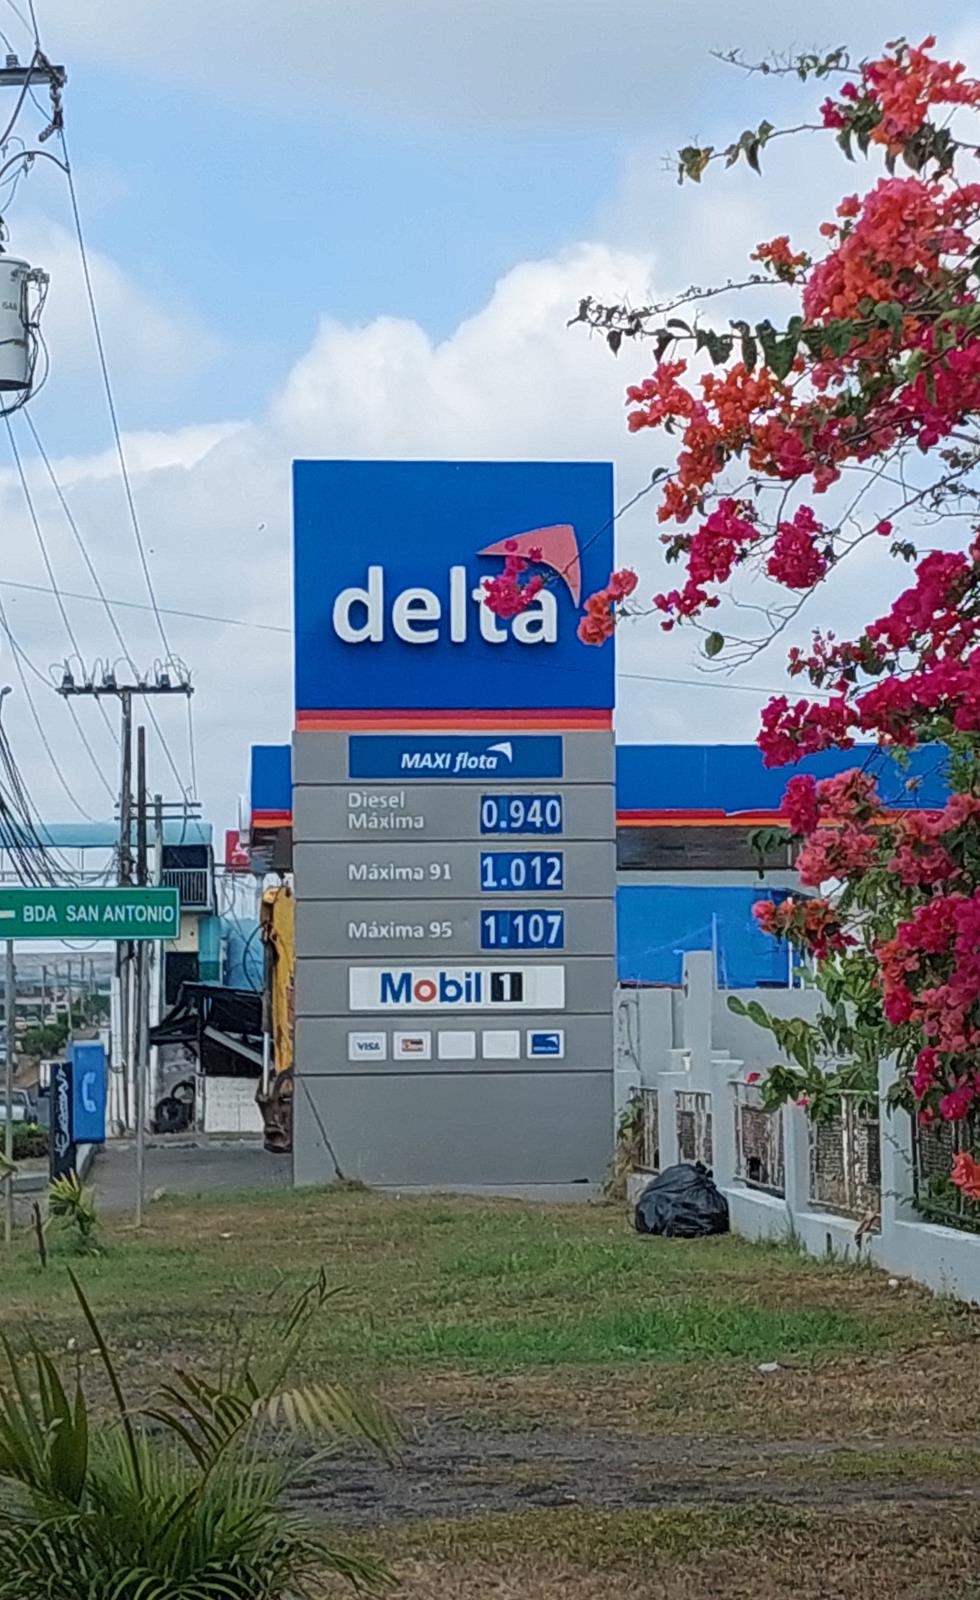 delta
MAXI flota
Diesel
Máxima
0.940
Máxima 91
1.012
Máxima 95
1.107
Mobil 1
VISA
BDA SAN ANTONIO